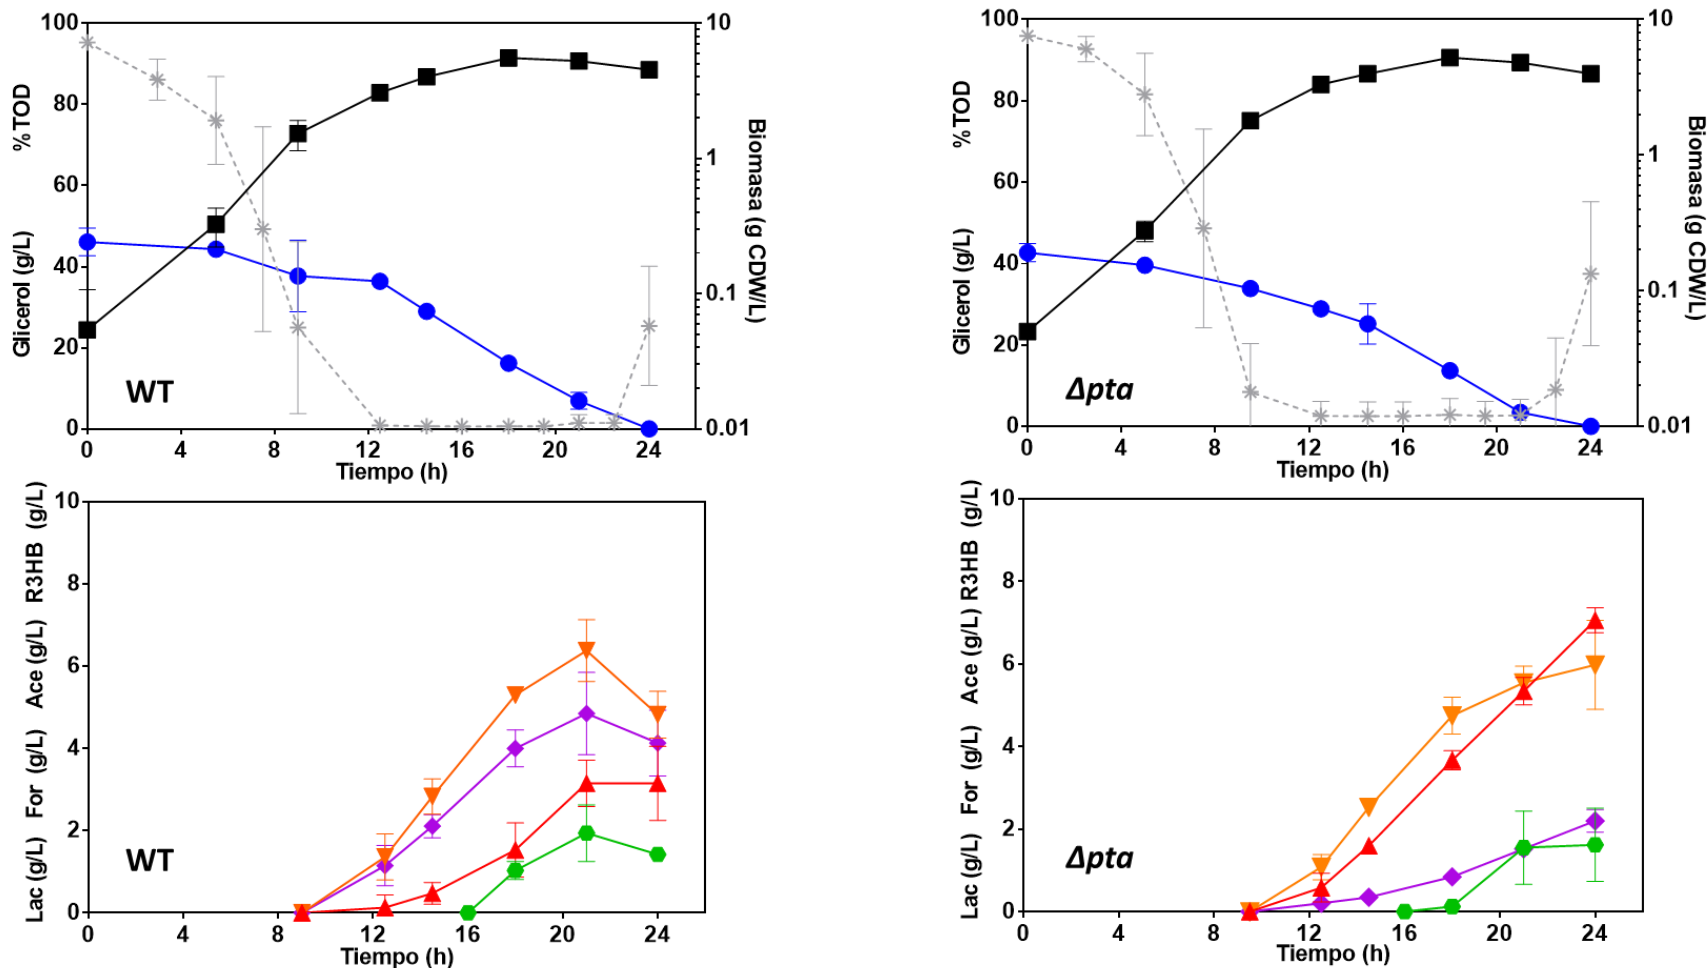 100
80
60
40
20
0
%TOD
Glicerol (g/L)
10
1
0.1
0.01
Biomasa (g CDW/L)
WT
0 4 8 12 16 20 24
Tiempo (h)
100
80
60
40
20
0
%TOD
Glicerol (g/L)
10
1
0.1
0.01
Biomasa (g CDW/L)
Δpta
0 4 8 12 16 20 24
Tiempo (h)
10
8
6
4
2
0
Lac (g/L) For (g/L) Ace (g/L) R3HB (g/L)
WT
0 4 8 12 16 20 24
Tiempo (h)
10
8
6
4
2
0
Lac (g/L) For (g/L) Ace (g/L) R3HB (g/L)
Δpta
0 4 8 12 16 20 24
Tiempo (h)